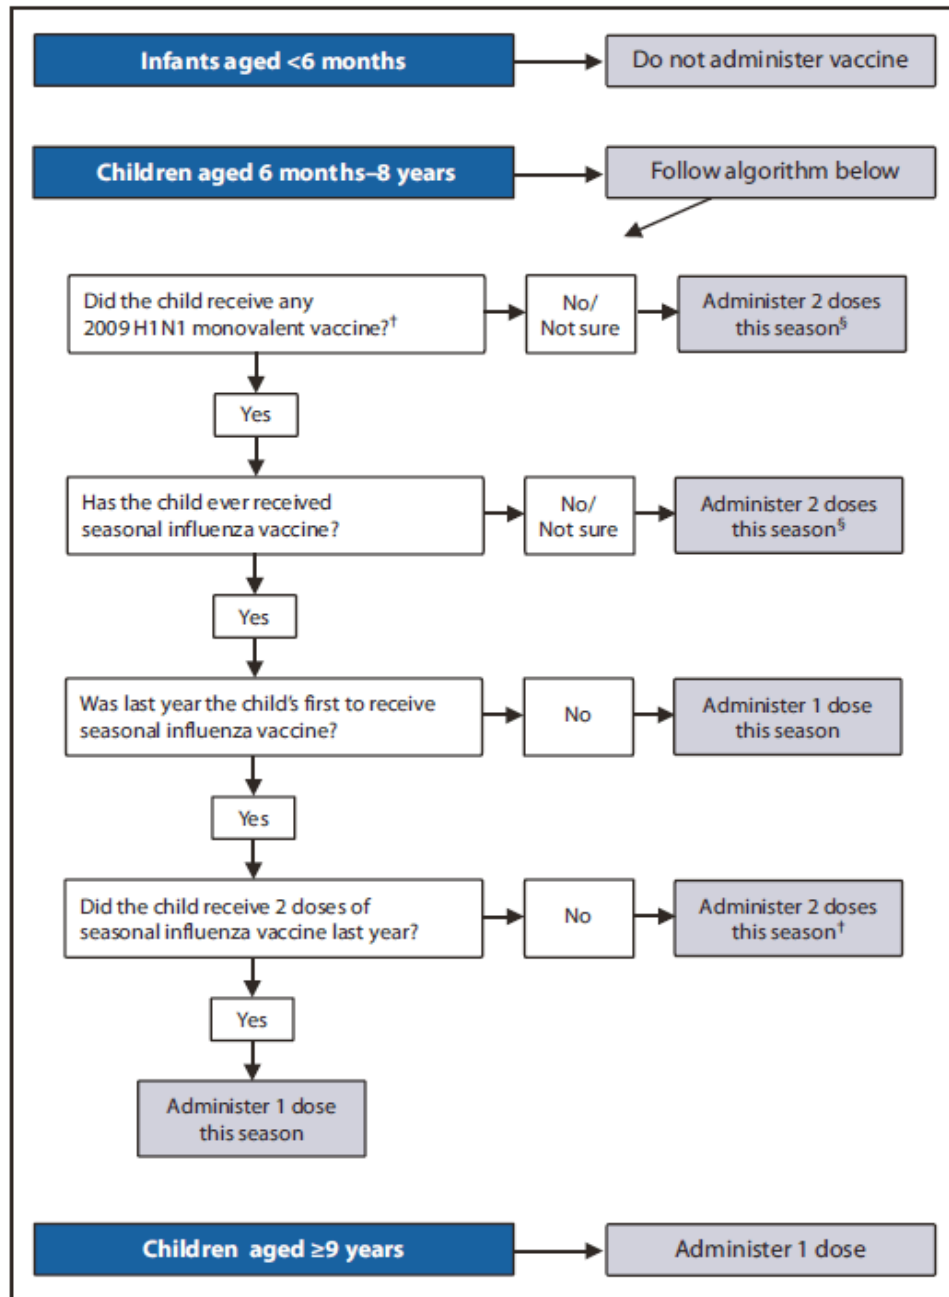 Infants aged <6 months
Do not administer vaccine
Children aged 6 months–8 years
Follow algorithm below
Did the child receive any
2009 H1N1 monovalent vaccine?†
No/
Not sure
Administer 2 doses
this season§
Yes
Has the child ever received
seasonal influenza vaccine?
No/
Not sure
Administer 2 doses
this season§
Yes
Was last year the child’s first to receive
seasonal influenza vaccine?
No
Administer 1 dose
this season
Yes
Did the child receive 2 doses of
seasonal influenza vaccine last year?
No
Administer 2 doses
this season†
Yes
Administer 1 dose
this season
Children aged ≥9 years
Administer 1 dose